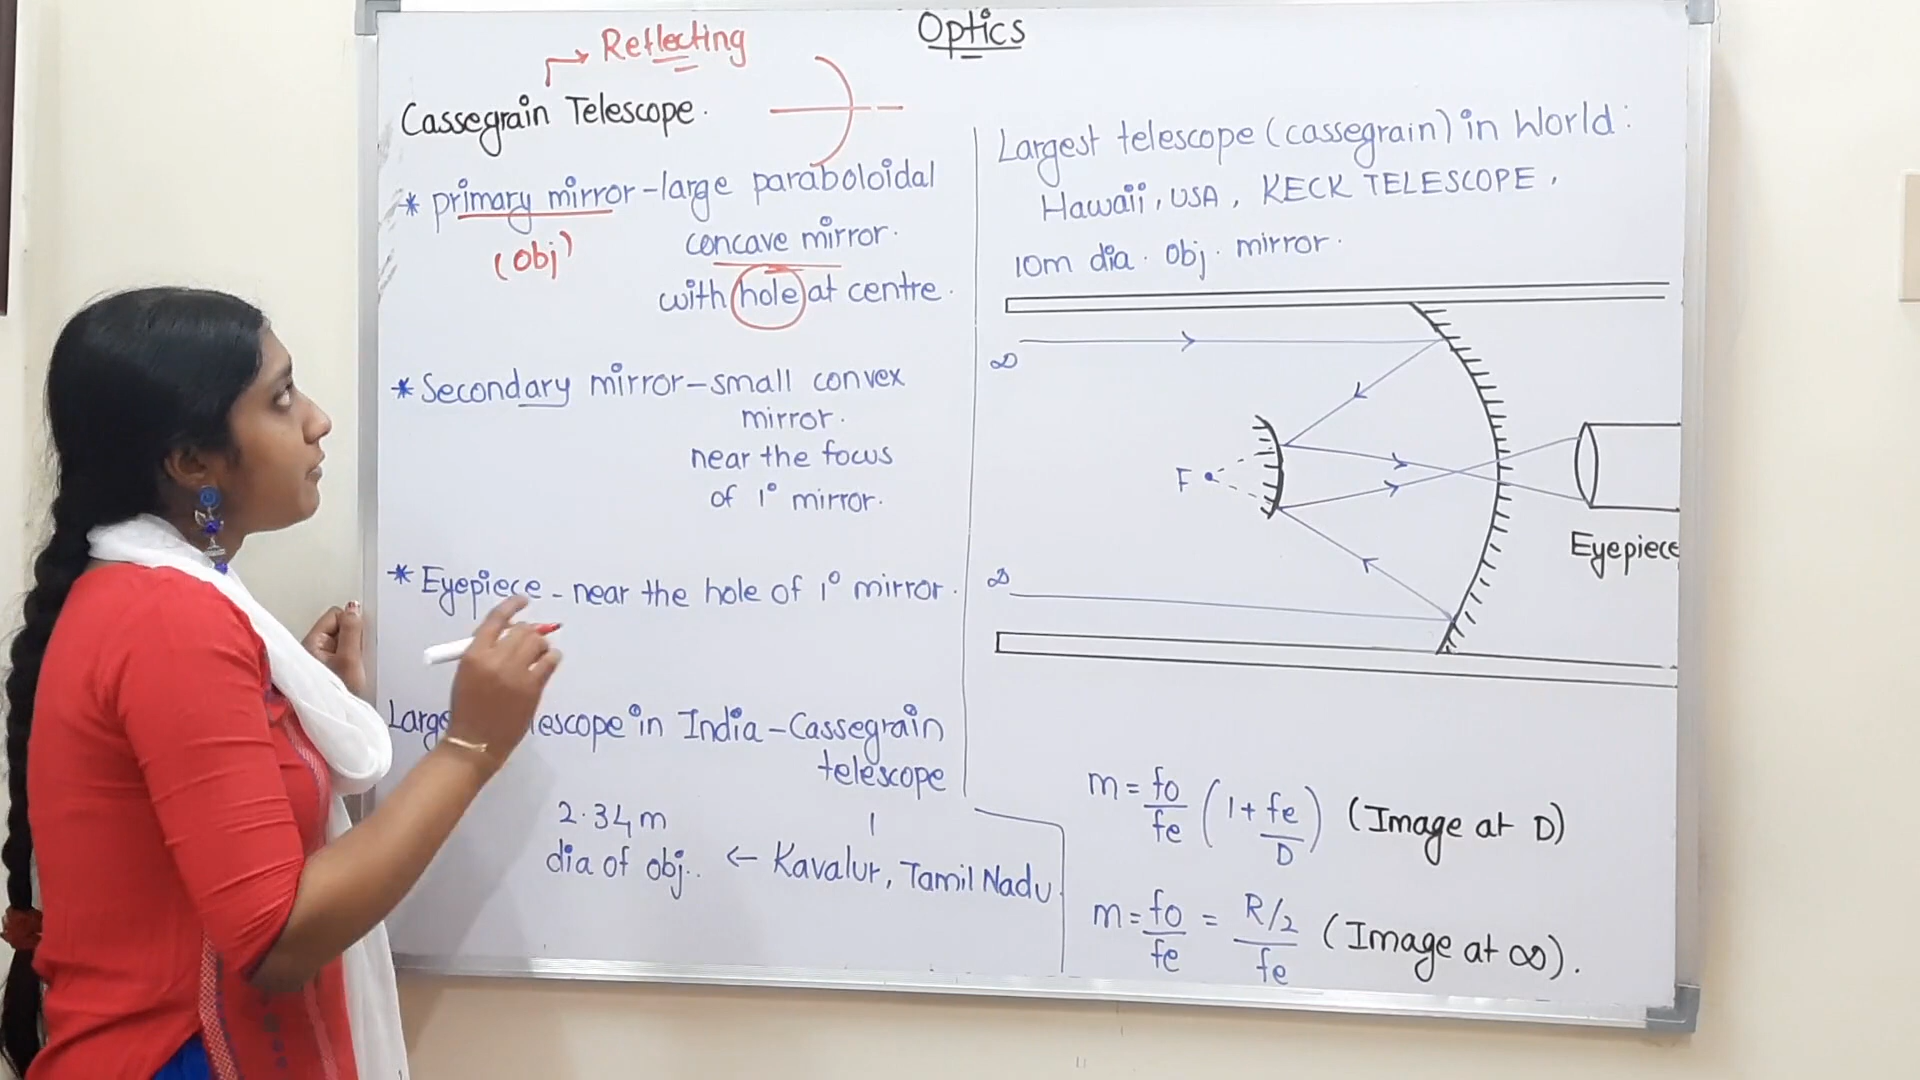 Optics
Reflecting
Cassegrain Telescope.
* primary mirror - large paraboloidal
(obj)
concave mirror.
with hole at centre.
* Secondary mirror - small convex
mirror.
near the focus
of 1° mirror.
* Eyepiece - near the hole of 1° mirror.
telescope in India - Cassegrain
telescope
2.34m
dia of obj.. ← Kavalur, Tamil Nadu
Largest telescope (cassegrain) in World:
Hawaii, USA, KECK TELESCOPE,
10m dia. obj. mirror.
∞
F
∞
Eyepiece
m = fo/fe (1 + fe/D) (Image at D)
m = fo/fe = R/2/fe (Image at ∞).